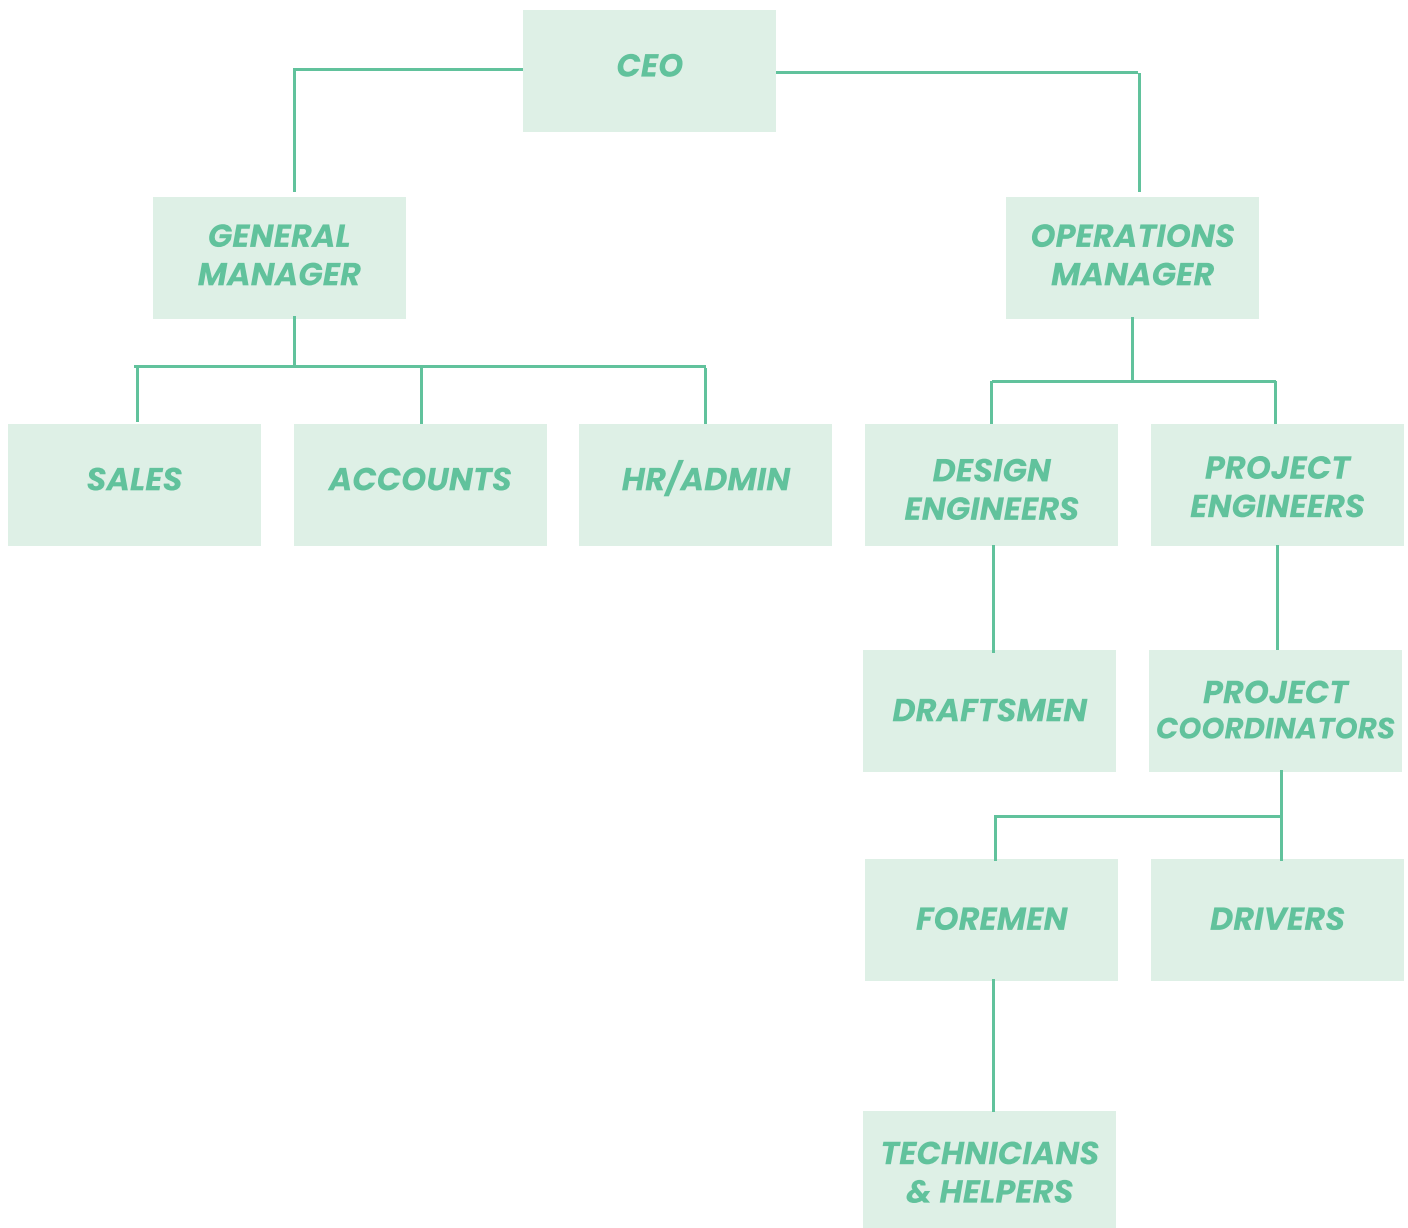 CEO
GENERAL
MANAGER
OPERATIONS
MANAGER
SALES
ACCOUNTS
HR/ADMIN
DESIGN
ENGINEERS
PROJECT
ENGINEERS
DRAFTSMEN
PROJECT
COORDINATORS
FOREMEN
DRIVERS
TECHNICIANS
& HELPERS